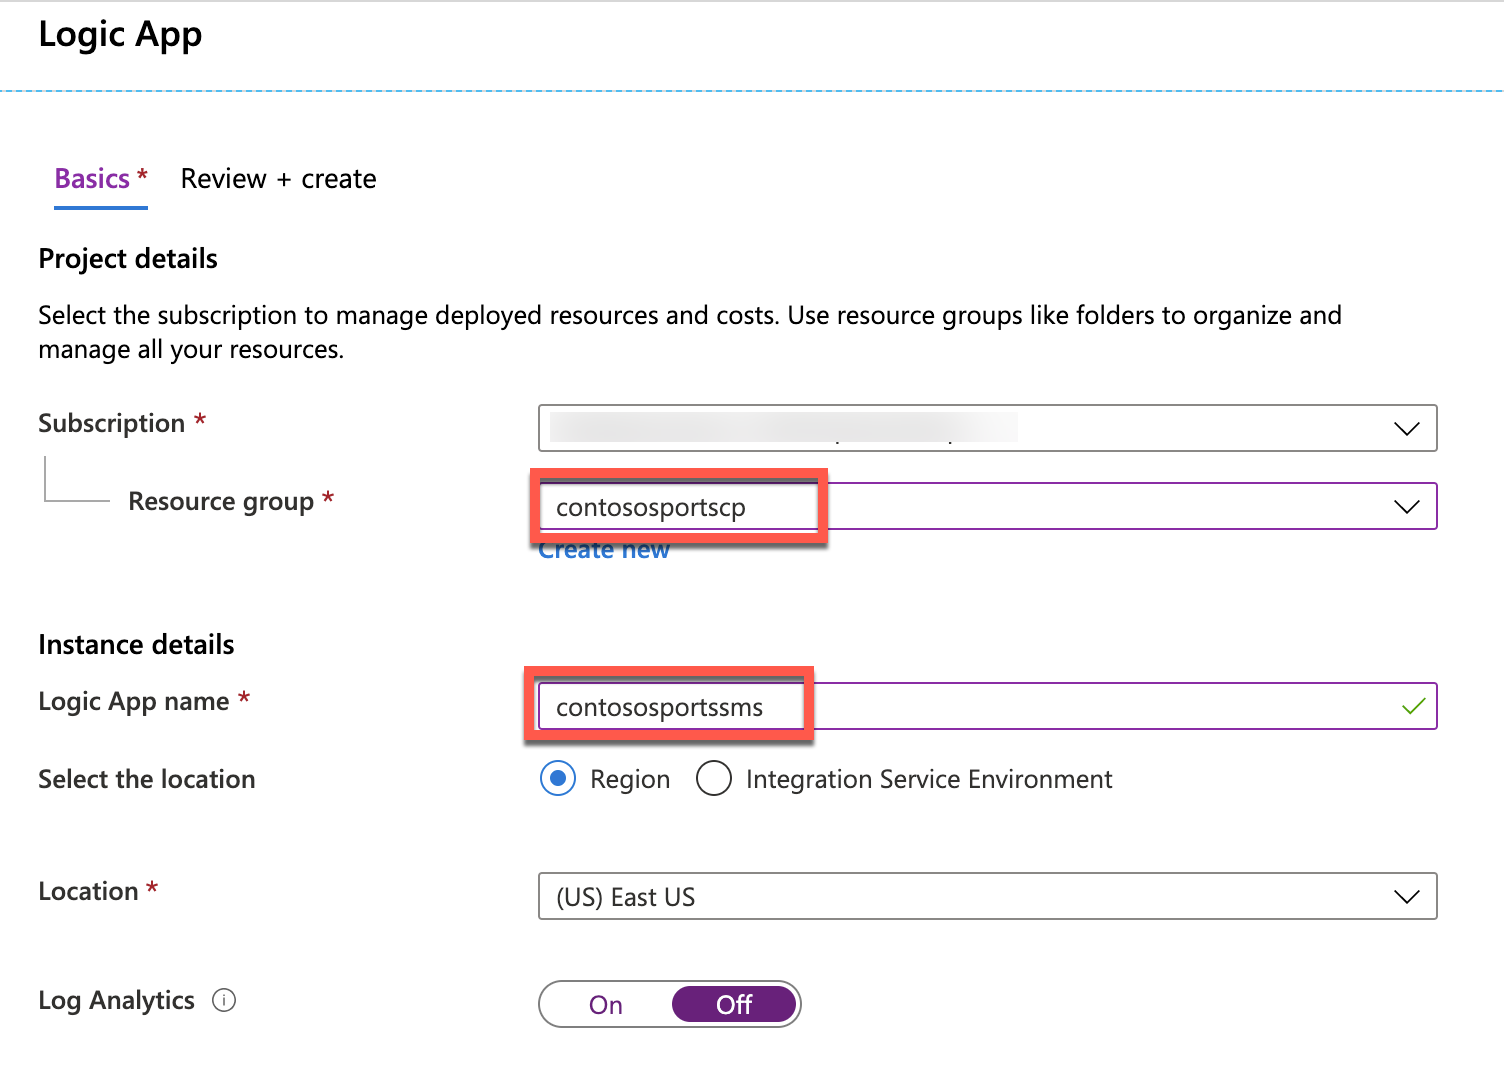 Logic App
Basics * Review + create
Project details
Select the subscription to manage deployed resources and costs. Use resource groups like folders to organize and
manage all your resources.
Subscription *
Resource group * contososportscp
Create new
Instance details
Logic App name * contososportssms
Select the location Region Integration Service Environment
Location * (US) East US
Log Analytics On Off